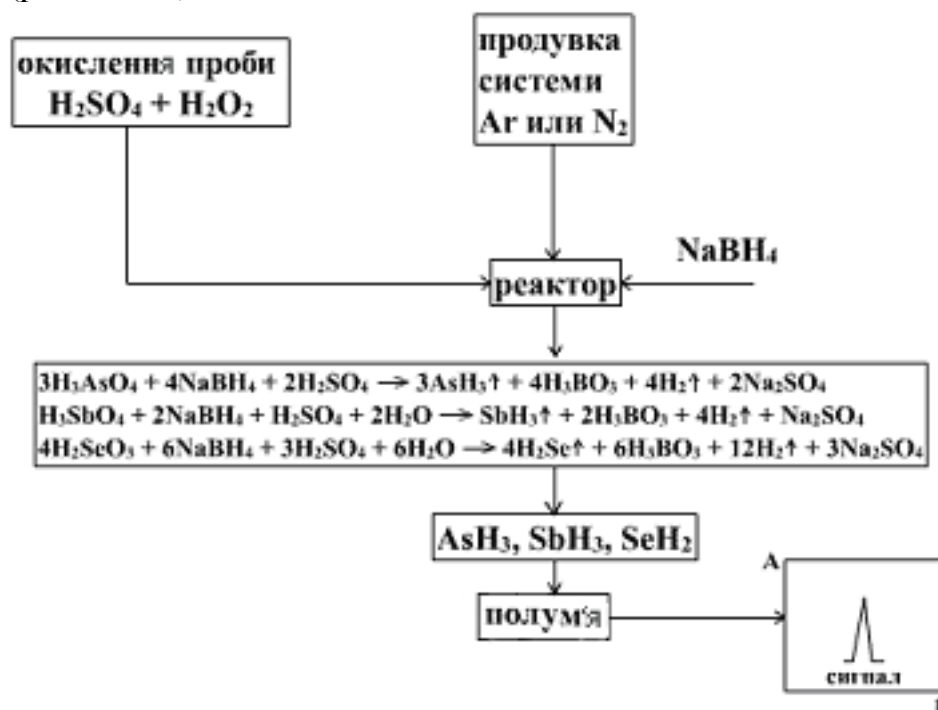 окислення проби
H₂SO₄ + H₂O₂
продувка
системи
Ar или N₂
NaBH₄
реактор
3H₃AsO₄ + 4NaBH₄ + 2H₂SO₄ → 3AsH₃↑ + 4H₃BO₃ + 4H₂↑ + 2Na₂SO₄
H₃SbO₄ + 2NaBH₄ + H₂SO₄ + 2H₂O → SbH₃↑ + 2H₃BO₃ + 4H₂↑ + Na₂SO₄
4H₂SeO₃ + 6NaBH₄ + 3H₂SO₄ + 6H₂O → 4H₂Se↑ + 6H₃BO₃ + 12H₂↑ + 3Na₂SO₄
AsH₃, SbH₃, SeH₂
A
полум‘я
сигнал